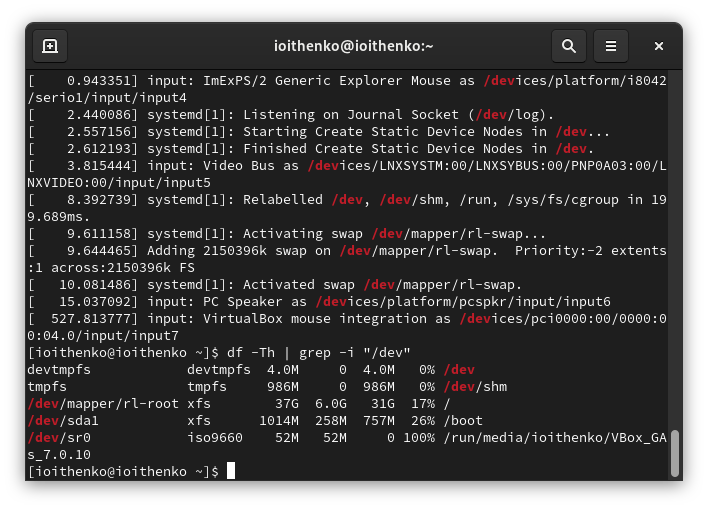 ioithenko@ioithenko:~
[    0.943351] input: ImExPS/2 Generic Explorer Mouse as /devices/platform/i8042
/serio1/input/input4
[    2.440086] systemd[1]: Listening on Journal Socket (/dev/log).
[    2.557156] systemd[1]: Starting Create Static Device Nodes in /dev...
[    2.612193] systemd[1]: Finished Create Static Device Nodes in /dev.
[    3.815444] input: Video Bus as /devices/LNXSYSTM:00/LNXSYBUS:00/PNP0A03:00/L
NXVIDEO:00/input/input5
[    8.392739] systemd[1]: Relabelled /dev, /dev/shm, /run, /sys/fs/cgroup in 19
9.689ms.
[    9.611158] systemd[1]: Activating swap /dev/mapper/rl-swap...
[    9.644465] Adding 2150396k swap on /dev/mapper/rl-swap.  Priority:-2 extents
:1 across:2150396k FS
[   10.081486] systemd[1]: Activated swap /dev/mapper/rl-swap.
[   15.037092] input: PC Speaker as /devices/platform/pcspkr/input/input6
[  527.813777] input: VirtualBox mouse integration as /devices/pci0000:00/0000:0
0:04.0/input/input7
[ioithenko@ioithenko ~]$ df -Th | grep -i "/dev"
devtmpfs            devtmpfs  4.0M     0  4.0M   0% /dev
tmpfs               tmpfs     986M     0  986M   0% /dev/shm
/dev/mapper/rl-root xfs        37G  6.0G   31G  17% /
/dev/sda1           xfs      1014M  258M  757M  26% /boot
/dev/sr0            iso9660    52M   52M     0 100% /run/media/ioithenko/VBox_GA
s_7.0.10
[ioithenko@ioithenko ~]$